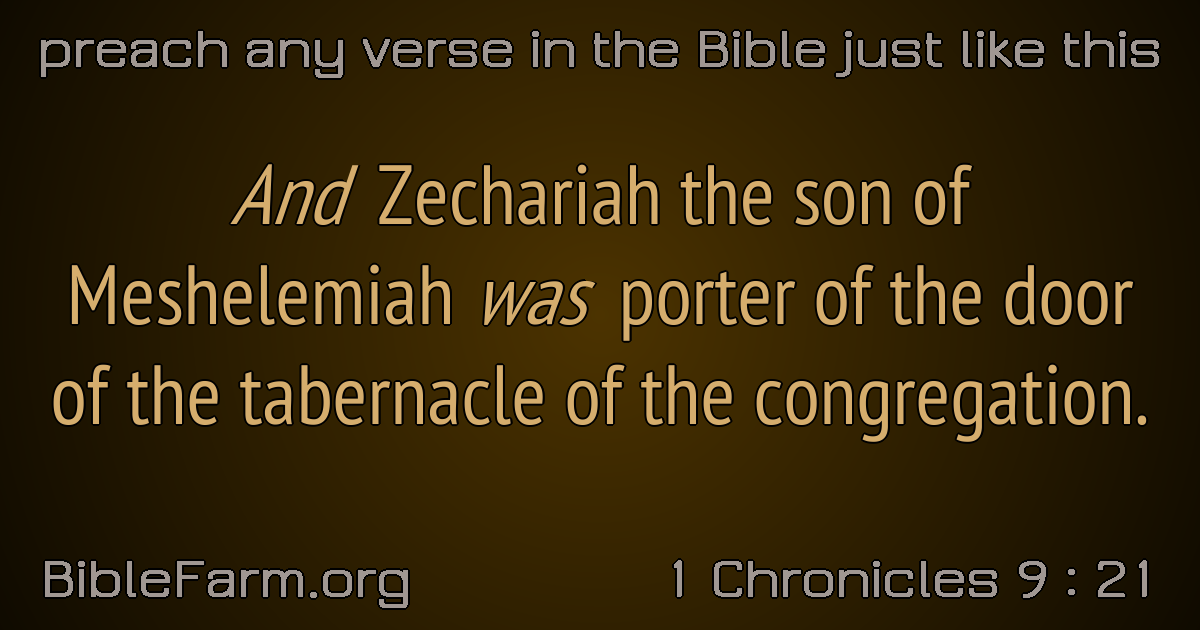 preach any verse in the Bible just like this
And Zechariah the son of
Meshelemiah was porter of the door
of the tabernacle of the congregation.
BibleFarm.org
1 Chronicles 9 : 21